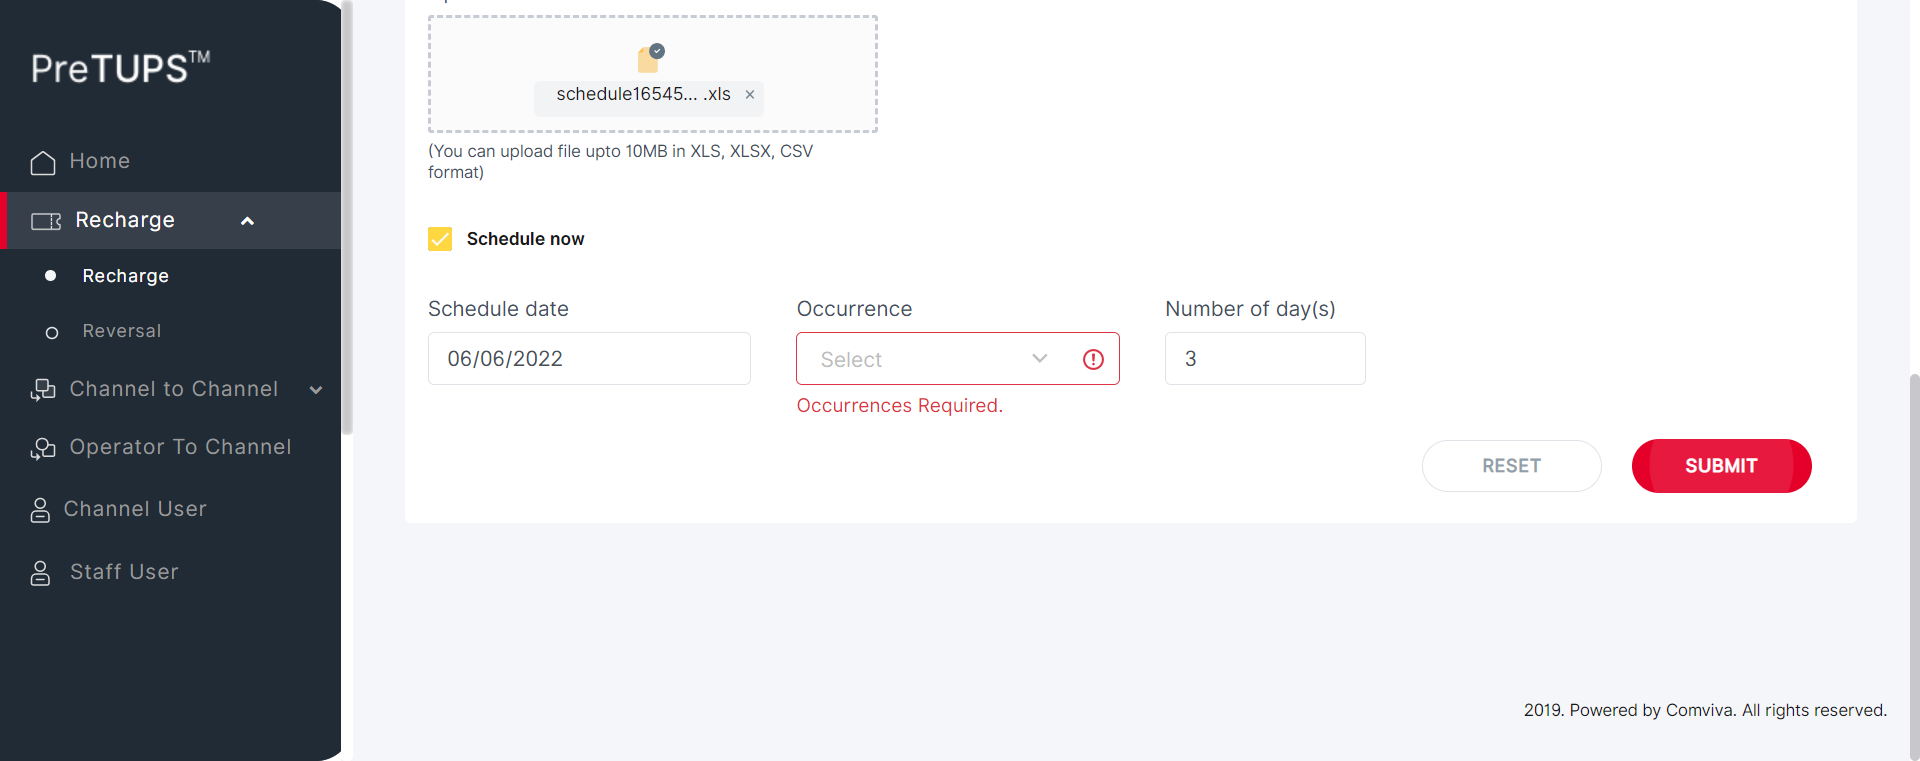 PreTUPS™
Home
Recharge
Recharge
Reversal
Channel to Channel
Operator To Channel
Channel User
Staff User
schedule16545... .xls ×
(You can upload file upto 10MB in XLS, XLSX, CSV
format)
Schedule now
Schedule date
06/06/2022
Occurrence
Select
Occurrences Required.
Number of day(s)
3
RESET
SUBMIT
2019. Powered by Comviva. All rights reserved.